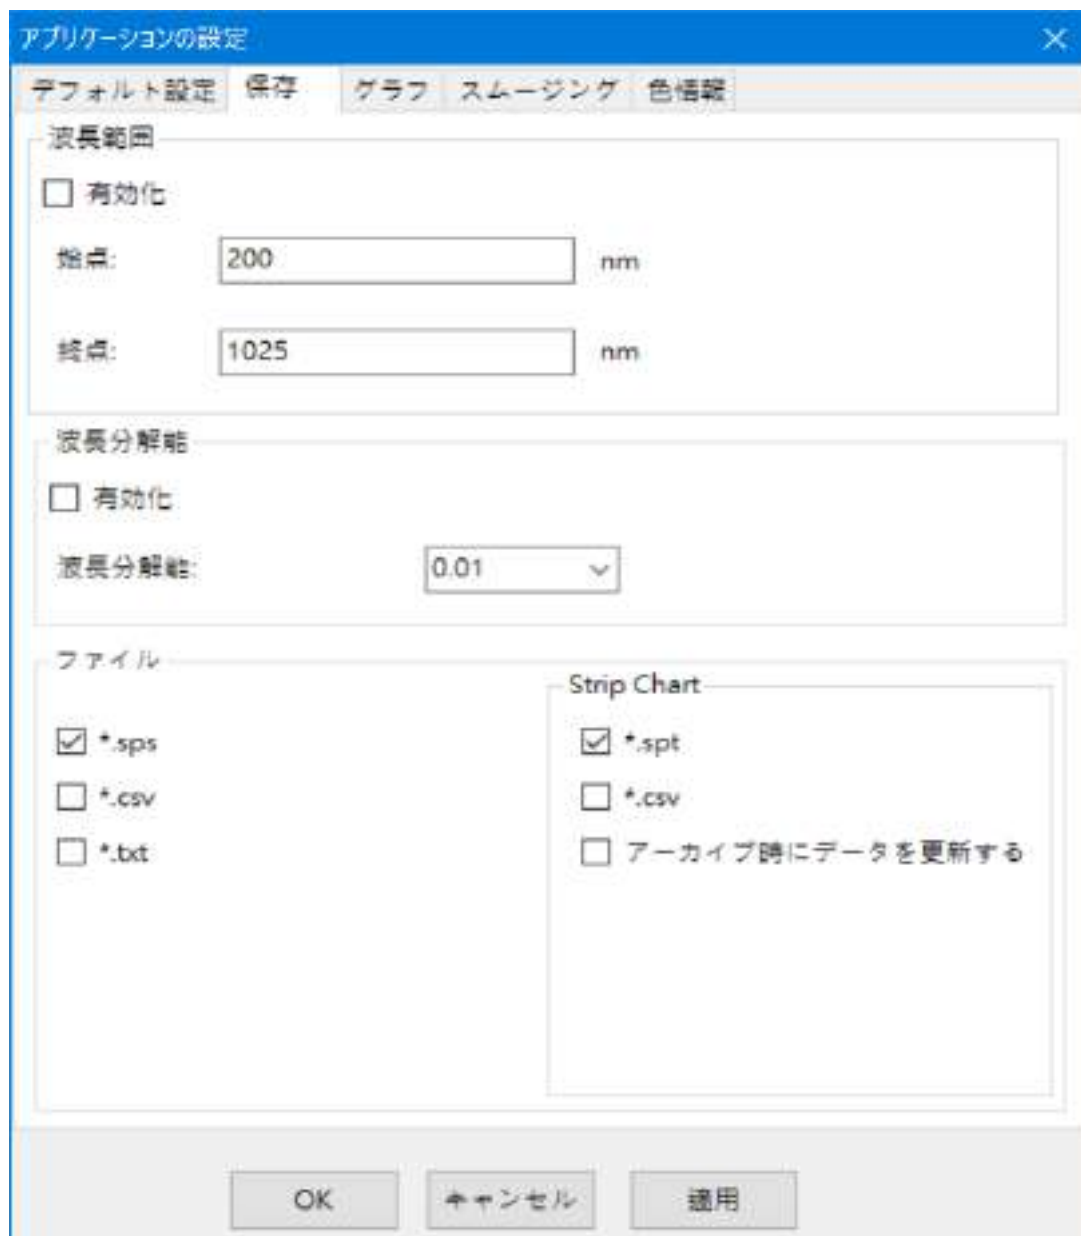 アプリケーションの設定
デフォルト設定 保存 グラフ スムージング 色情報
波長範囲
有効化
始点: 200 nm
終点: 1025 nm
波長分解能
有効化
波長分解能: 0.01
ファイル
*.sps
*.csv
*.txt
Strip Chart
*.spt
*.csv
アーカイブ時にデータを更新する
OK キャンセル 適用